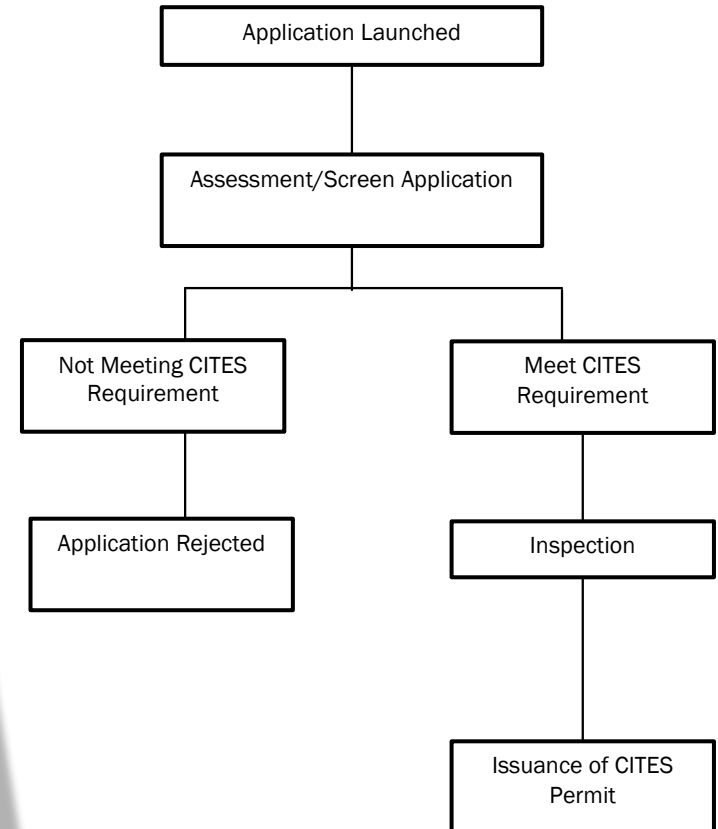 Application Launched
Assessment/Screen Application
Not Meeting CITES
Requirement
Meet CITES
Requirement
Application Rejected
Inspection
Issuance of CITES
Permit